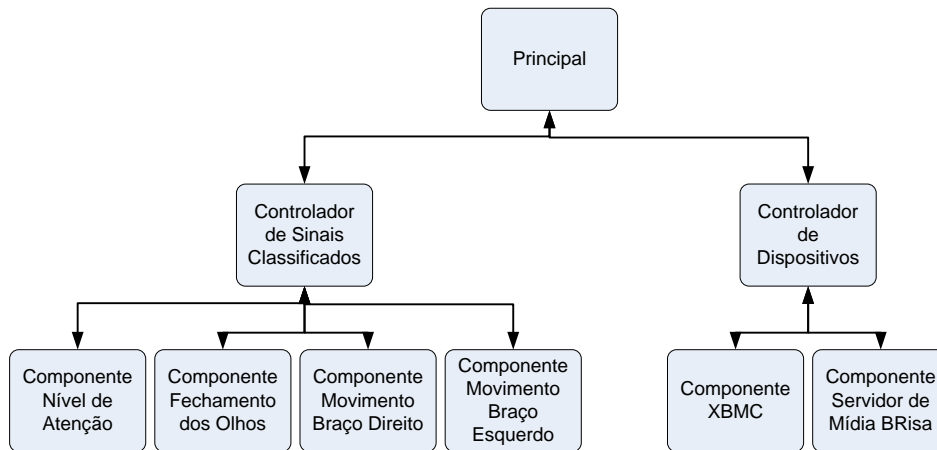 Principal
Controlador
de Sinais
Classificados
Controlador
de
Dispositivos
Componente
Nível de
Atenção
Componente
Fechamento
dos Olhos
Componente
Movimento
Braço Direito
Componente
Movimento
Braço
Esquerdo
Componente
XBMC
Componente
Servidor de
Mídia BRisa